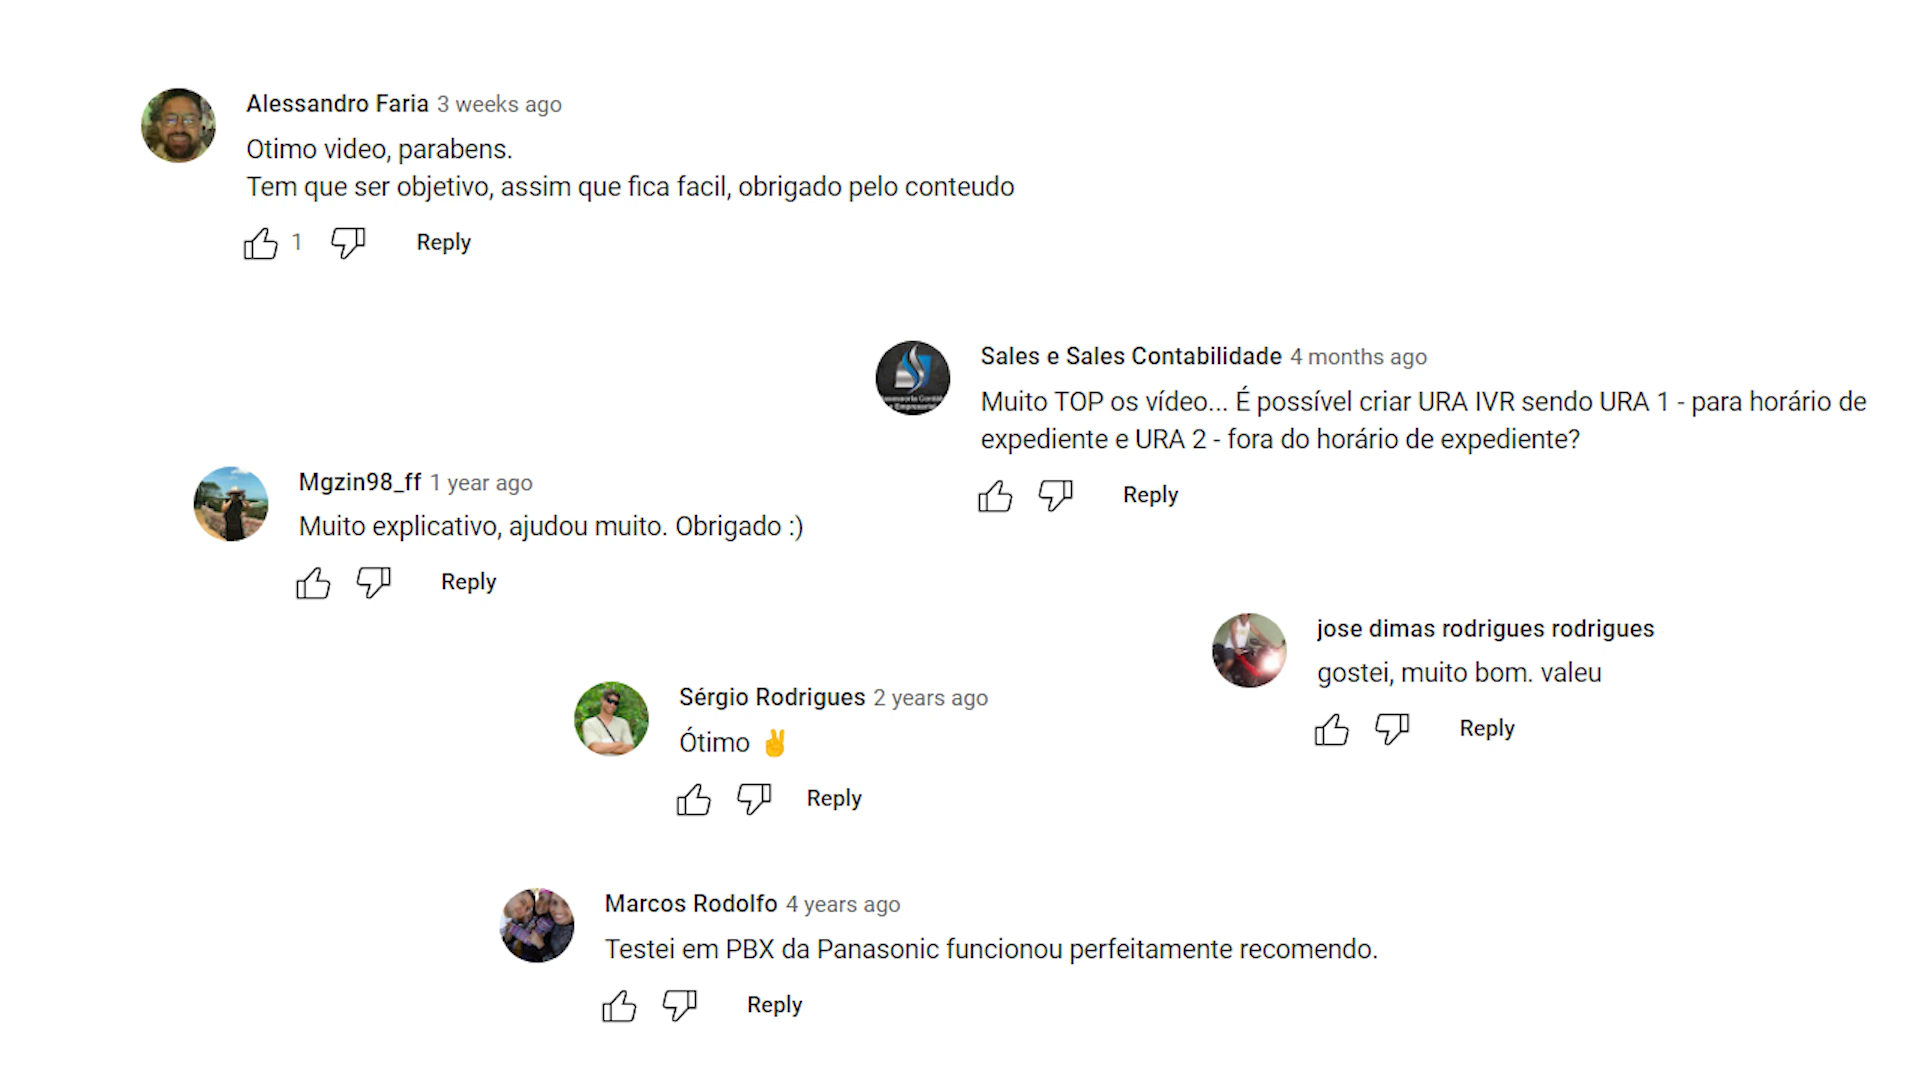 Alessandro Faria 3 weeks ago
Otimo video, parabens.
Tem que ser objetivo, assim que fica facil, obrigado pelo conteudo
1 Reply
Sales e Sales Contabilidade 4 months ago
Muito TOP os vídeo... É possível criar URA IVR sendo URA 1 - para horário de
expediente e URA 2 - fora do horário de expediente?
Reply
Mgzin98_ff 1 year ago
Muito explicativo, ajudou muito. Obrigado :)
Reply
jose dimas rodrigues rodrigues
gostei, muito bom. valeu
Reply
Sérgio Rodrigues 2 years ago
Ótimo ✌
Reply
Marcos Rodolfo 4 years ago
Testei em PBX da Panasonic funcionou perfeitamente recomendo.
Reply